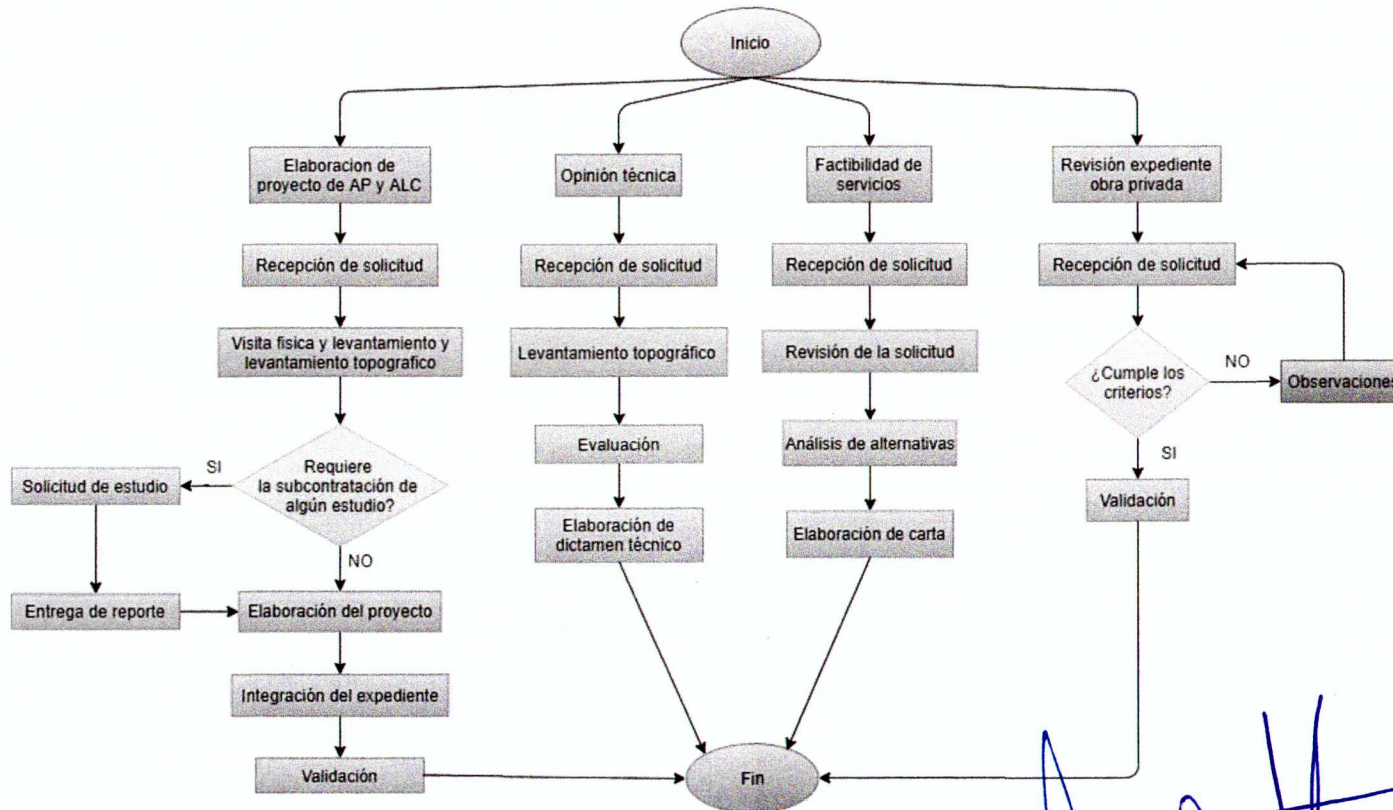 Inicio
Elaboracion de
proyecto de AP y ALC
Recepción de solicitud
Visita fisica y levantamiento y
levantamiento topografico
Requiere
la subcontratación de
algún estudio?
SI
Solicitud de estudio
Entrega de reporte
NO
Elaboración del proyecto
Integración del expediente
Validación
Opinión técnica
Recepción de solicitud
Levantamiento topográfico
Evaluación
Elaboración de
dictamen técnico
Factibilidad de
servicios
Recepción de solicitud
Revisión de la solicitud
Análisis de alternativas
Elaboración de carta
Revisión expediente
obra privada
Recepción de solicitud
¿Cumple los
criterios?
NO
Observaciones
SI
Validación
Fin